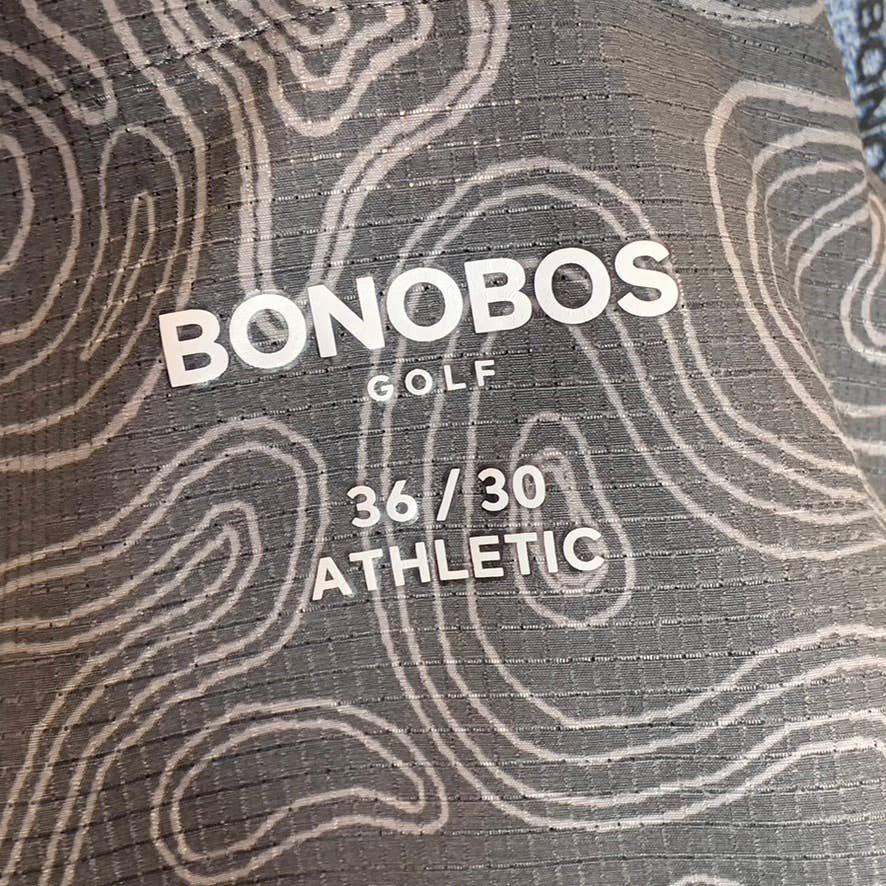 BONOBOS
GOLF
36 / 30
ATHLETIC